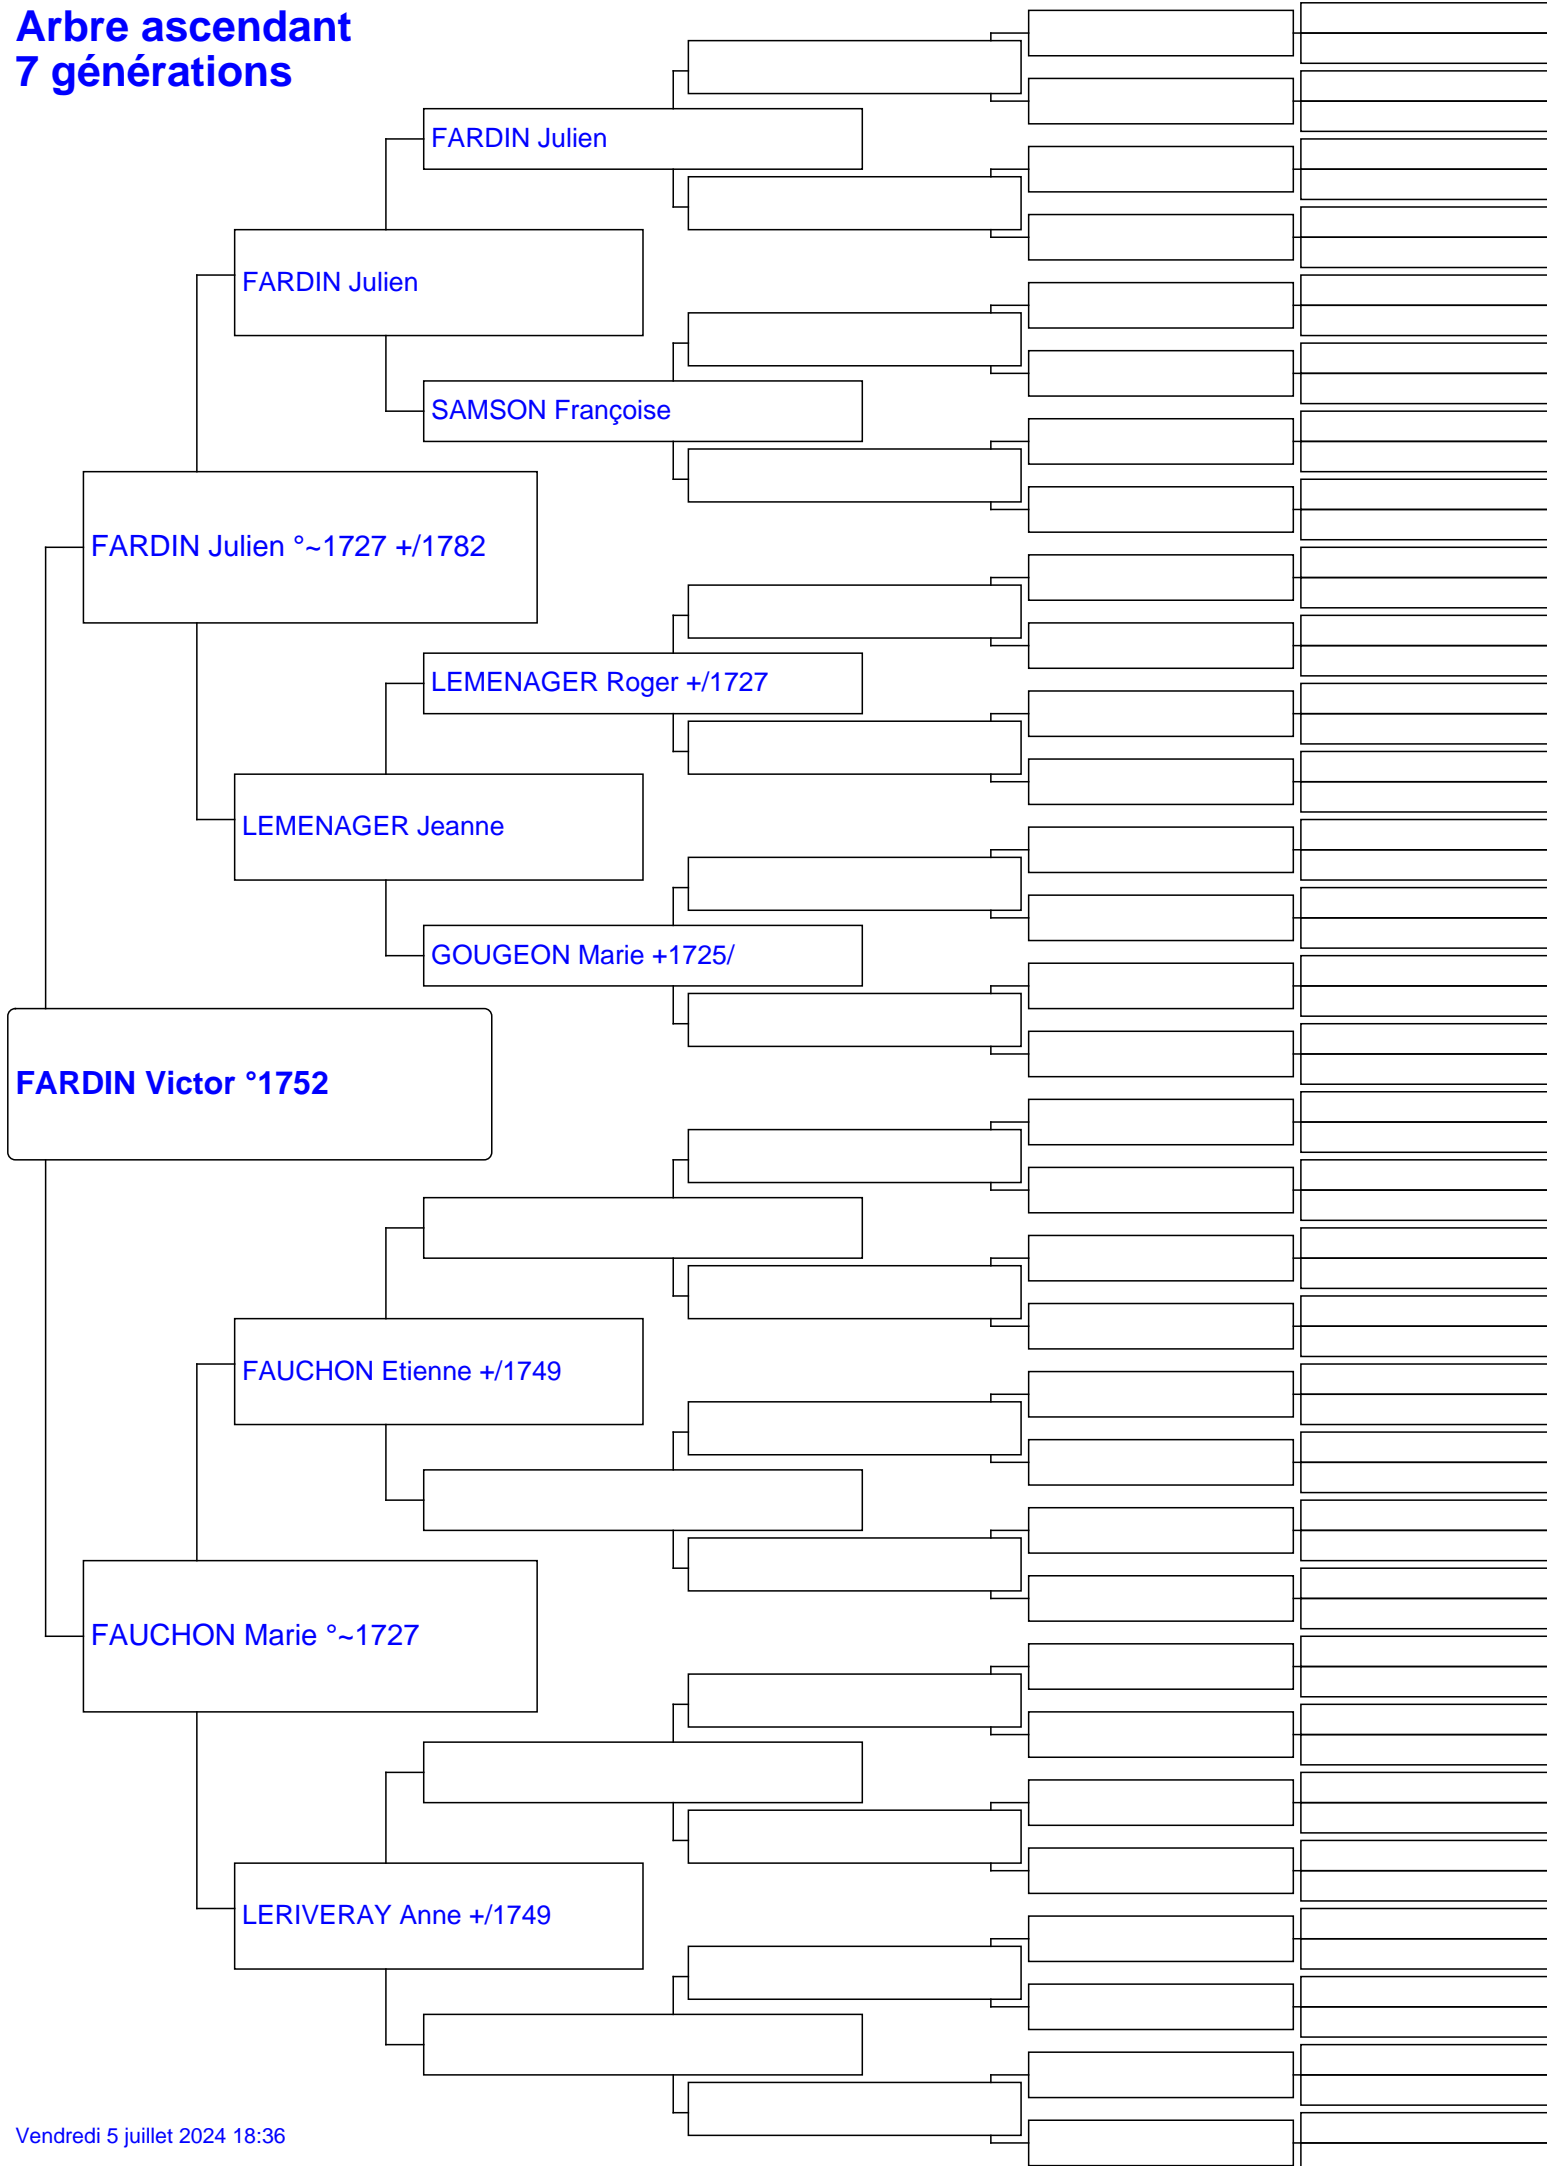 Arbre ascendant
7 générations
FARDIN Julien
FARDIN Julien
SAMSON Françoise
FARDIN Julien °~1727 +/1782
LEMENAGER Roger +/1727
LEMENAGER Jeanne
GOUGEON Marie +1725/
FARDIN Victor °1752
FAUCHON Etienne +/1749
FAUCHON Marie °~1727
LERIVERAY Anne +/1749
Vendredi 5 juillet 2024 18:36